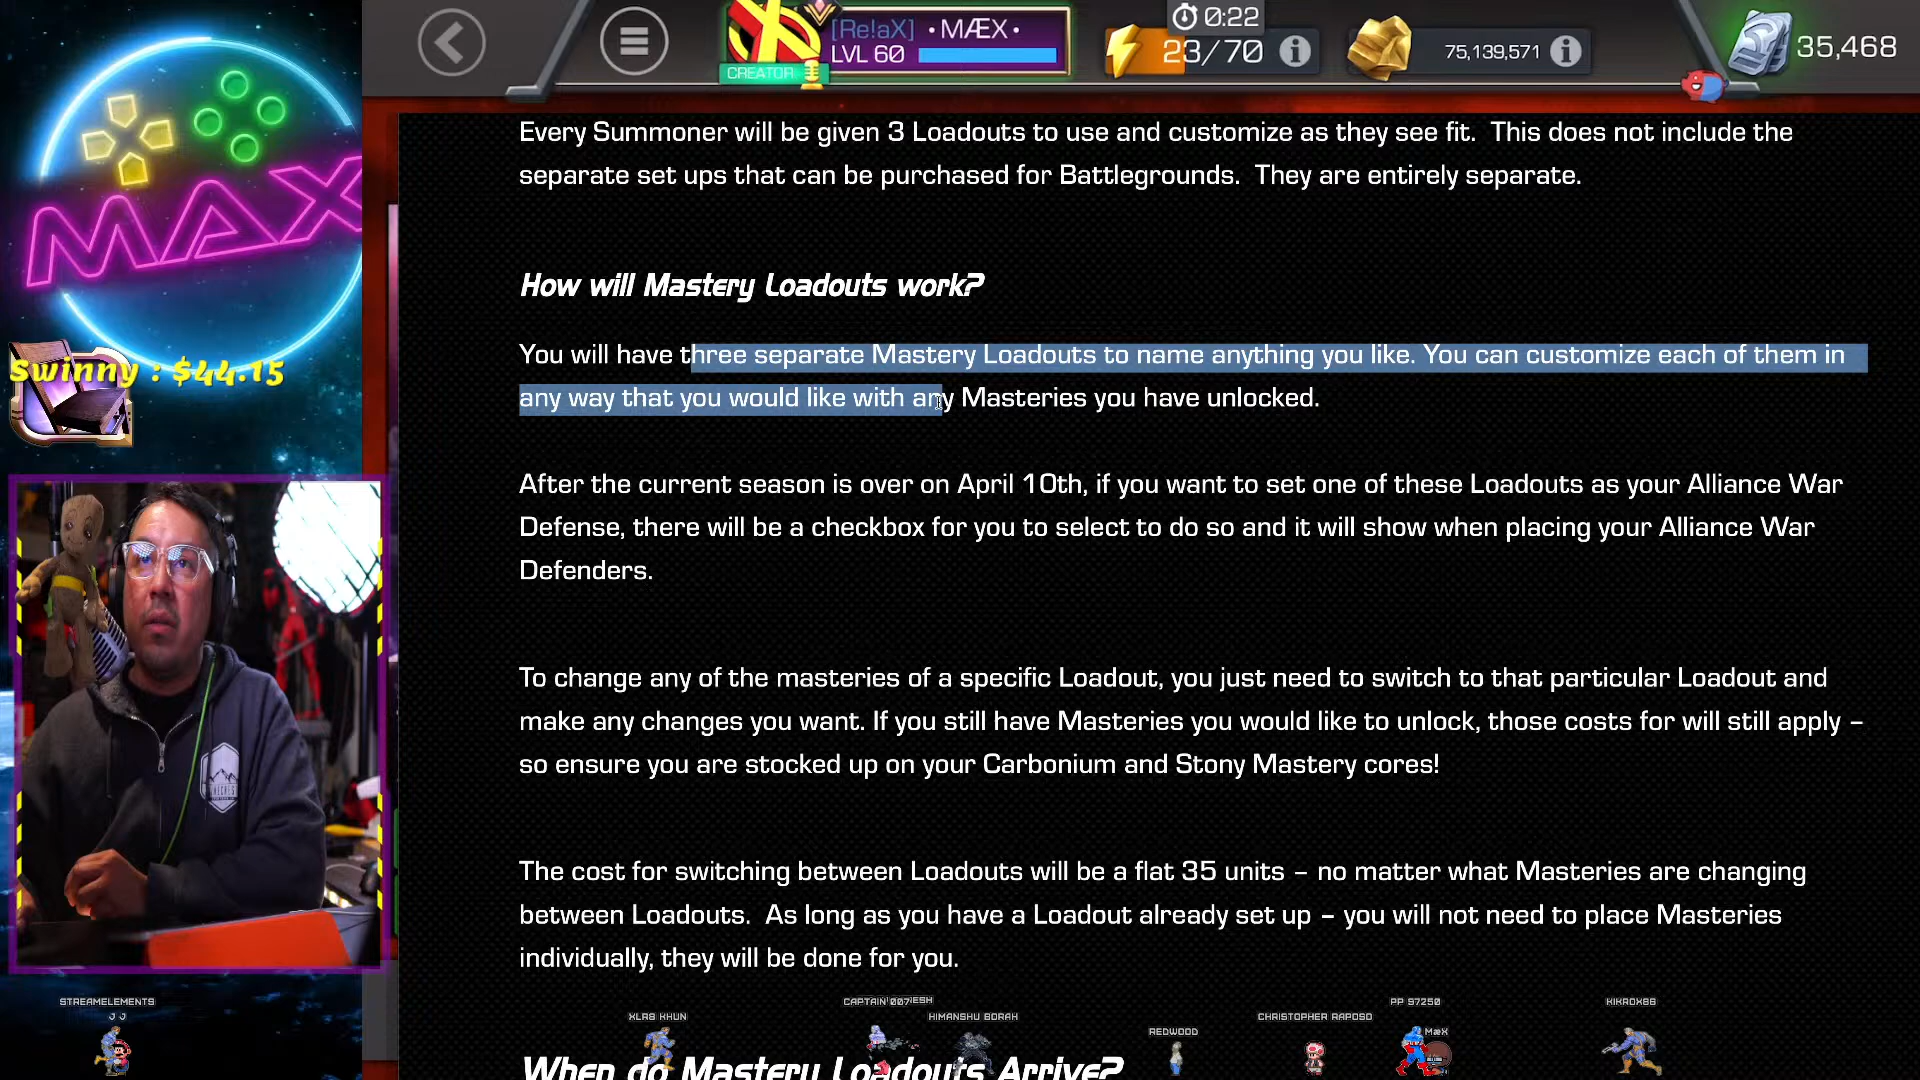 0:22
[Re!aX] • MÆX •
LVL 60
CREATOR
23/70
75,139,571
35,468
MAX
Every Summoner will be given 3 Loadouts to use and customize as they see fit. This does not include the
separate set ups that can be purchased for Battlegrounds. They are entirely separate.
How will Mastery Loadouts work?
You will have three separate Mastery Loadouts to name anything you like. You can customize each of them in
any way that you would like with any Masteries you have unlocked.
Swinny : $44.15
After the current season is over on April 10th, if you want to set one of these Loadouts as your Alliance War
Defense, there will be a checkbox for you to select to do so and it will show when placing your Alliance War
Defenders.
To change any of the masteries of a specific Loadout, you just need to switch to that particular Loadout and
make any changes you want. If you still have Masteries you would like to unlock, those costs for will still apply –
so ensure you are stocked up on your Carbonium and Stony Mastery cores!
The cost for switching between Loadouts will be a flat 35 units – no matter what Masteries are changing
between Loadouts. As long as you have a Loadout already set up – you will not need to place Masteries
individually, they will be done for you.
STREAMELEMENTS
XLR8 KHUN
CAPTAIN 007
HIMANSHU BORAH
REDWOOD
CHRISTOPHER RAPOSO
PP 97250
MÆX
KIKROX86
When do Mastery Loadouts Arrive?